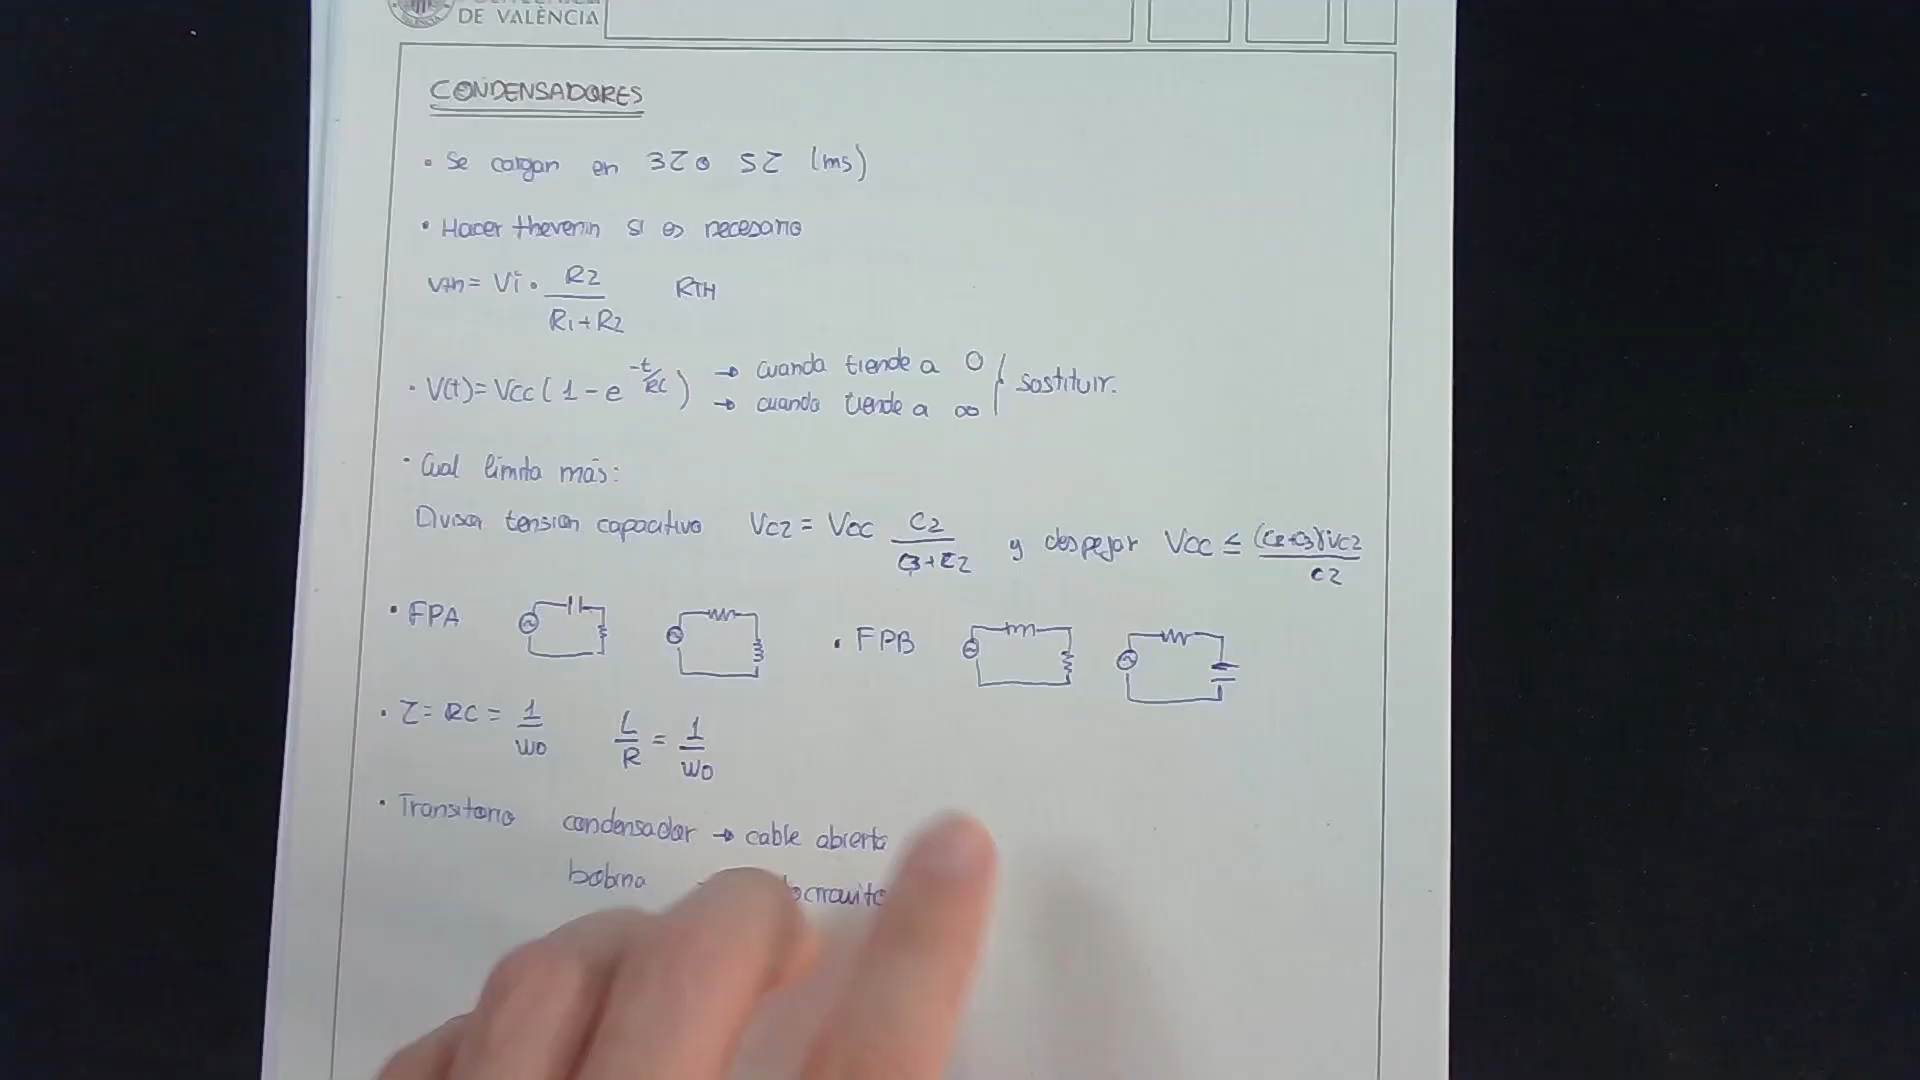 DE VALÈNCIA
CONDENSADORES
• Se cargan en 3τ o 5τ (ms)
• Hacer thevenin si es necesario
Vth = Vi · R2 / R1+R2 RTH
• V(t) = Vcc (1 - e^-t/RC) → cuando tiende a 0
→ cuando tiende a ∞ sustituir.
• Cual limita más:
Divisor tension capacitivo Vc2 = Vcc C2 / C3+C2 y despejar Vcc ≤ (C2+C3)·Vc2 / C2
• FPA • FPB
• τ = RC = 1/w0 L/R = 1/w0
• Transitorio condensador → cable abierto
bobina